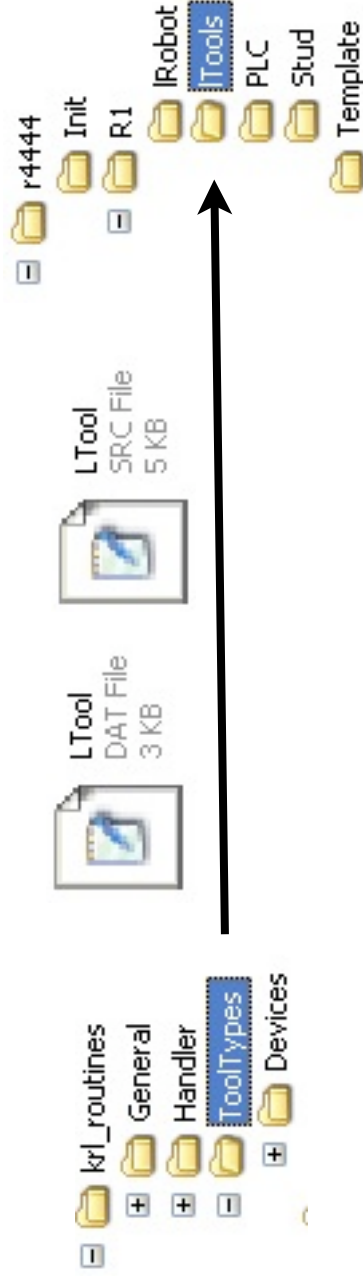 krl_routines
General
Handler
ToolTypes
Devices
LTool
DAT File
3 KB
LTool
SRC File
5 KB
r4444
Init
R1
lRobot
lTools
PLC
Stud
Template